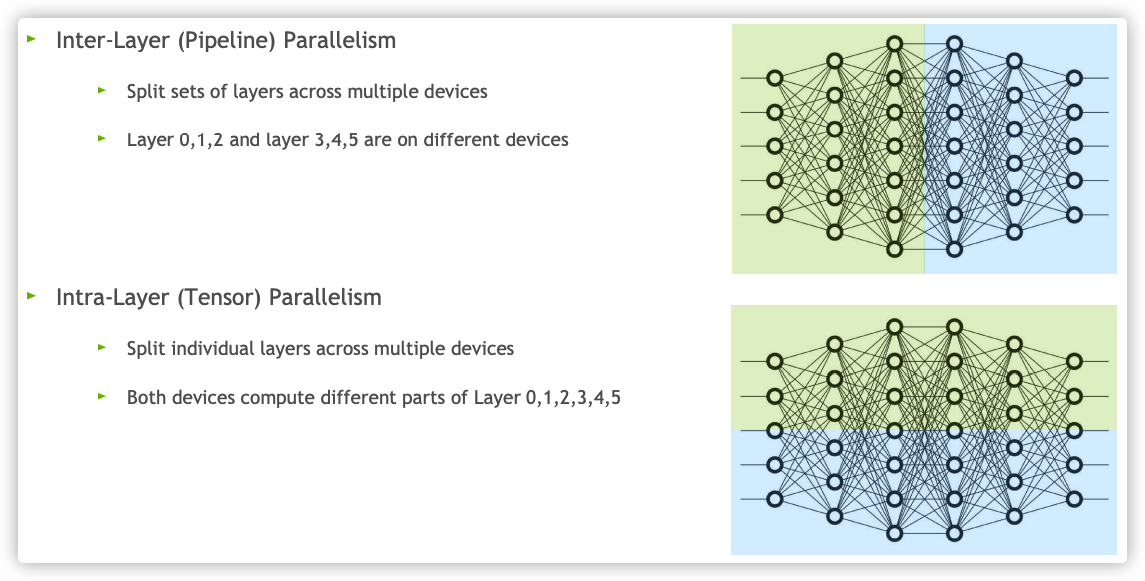 Inter-Layer (Pipeline) Parallelism
Split sets of layers across multiple devices
Layer 0,1,2 and layer 3,4,5 are on different devices
Intra-Layer (Tensor) Parallelism
Split individual layers across multiple devices
Both devices compute different parts of Layer 0,1,2,3,4,5